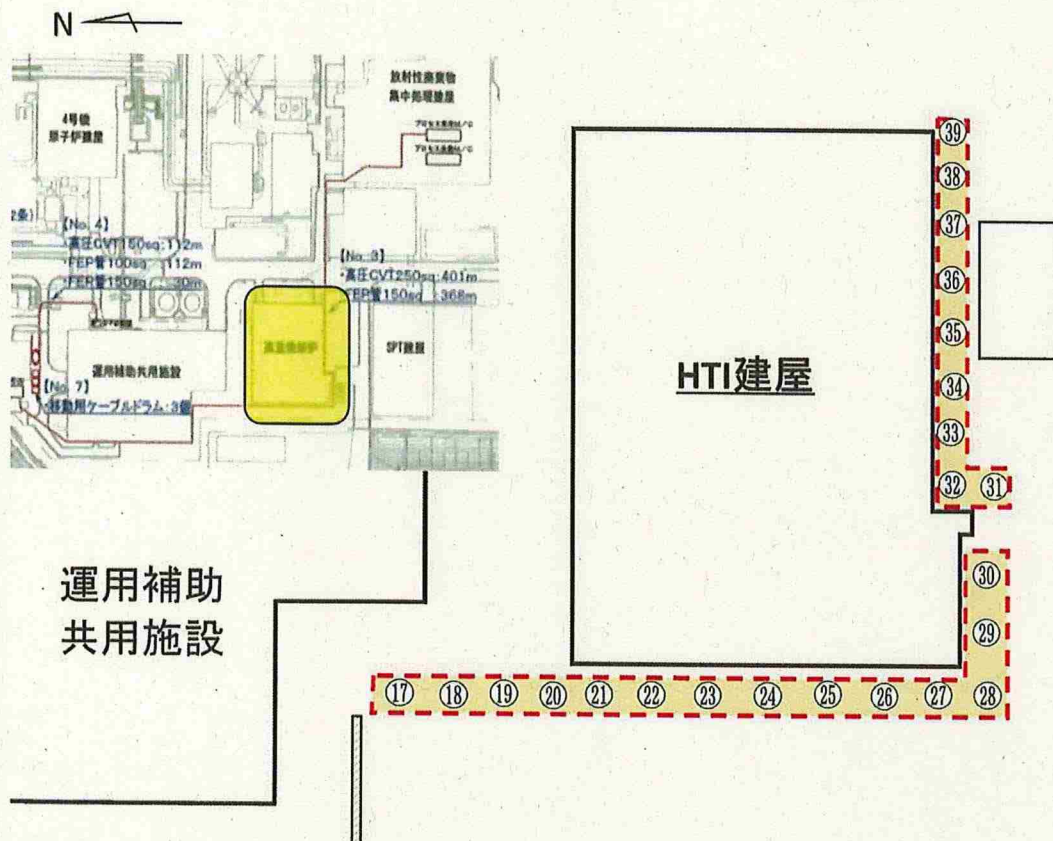 N
4号機
原子炉建屋
放射性廃棄物
集中処理建屋
2条)
【No. 4】
・高圧CVT150sq:112m
・FEP管100sq :112m
・FEP管150sq : 30m
【No. 3】
・高圧CVT250sq:401m
・FEP管150sq :368m
高温焼却炉
SPT建屋
運用補助共用施設
【No. 7】
・移動用ケーブルドラム:3個
HTI建屋
運用補助
共用施設
㊴
㊳
㊲
㊱
㉟
㉞
㉝
㉜ ㉛
㉚
㉙
⑰ ⑱ ⑲ ⑳ ㉑ ㉒ ㉓ ㉔ ㉕ ㉖ ㉗ ㉘